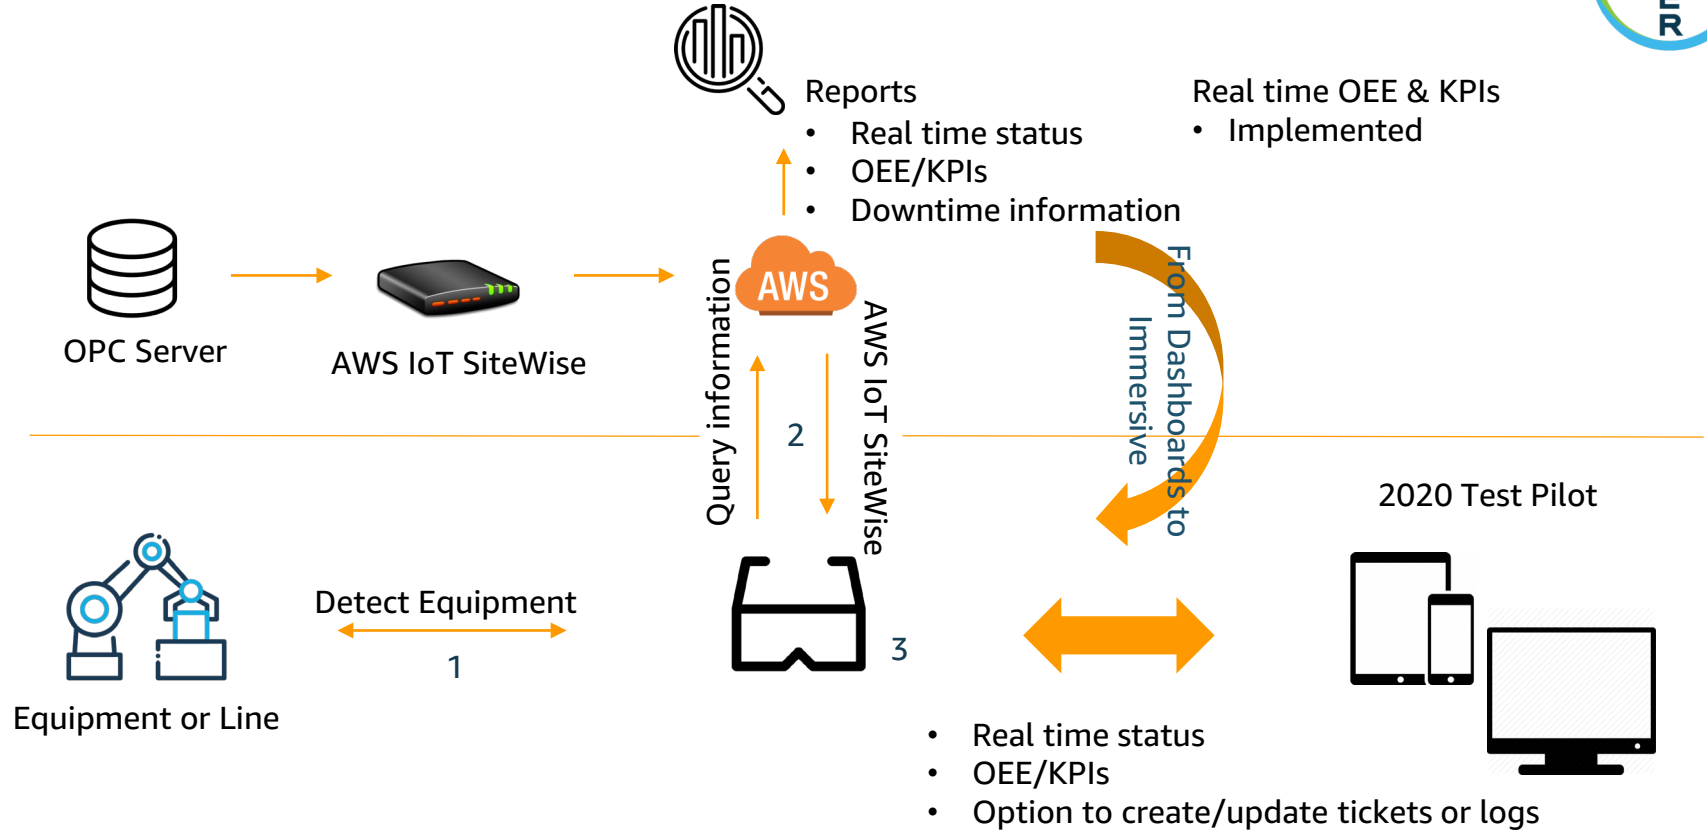 E
R
Reports
• Real time status
• OEE/KPIs
• Downtime information
Real time OEE & KPIs
• Implemented
OPC Server
AWS IoT SiteWise
AWS
Query information
2
AWS IoT SiteWise
From Dashboards to
Immersive
2020 Test Pilot
Detect Equipment
1
3
Equipment or Line
• Real time status
• OEE/KPIs
• Option to create/update tickets or logs